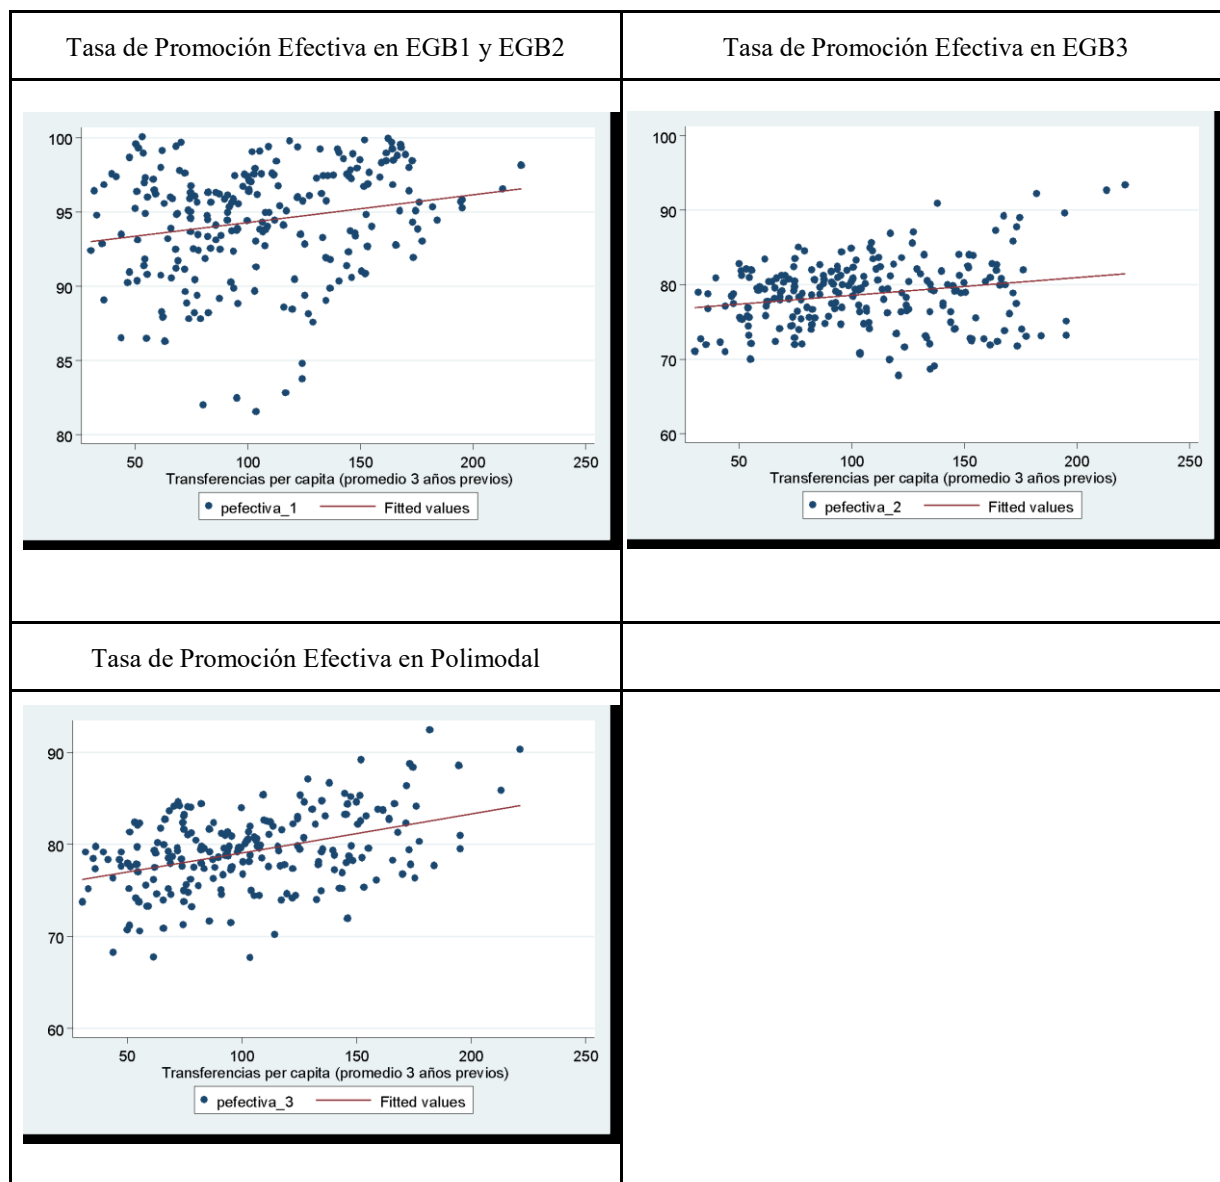 Tasa de Promoción Efectiva en EGB1 y EGB2
Tasa de Promoción Efectiva en EGB3
100
95
90
85
80
50 100 150 200 250
Transferencias per capita (promedio 3 años previos)
pefectiva_1 Fitted values
100
90
80
70
60
50 100 150 200 250
Transferencias per capita (promedio 3 años previos)
pefectiva_2 Fitted values
Tasa de Promoción Efectiva en Polimodal
90
80
70
60
50 100 150 200 250
Transferencias per capita (promedio 3 años previos)
pefectiva_3 Fitted values